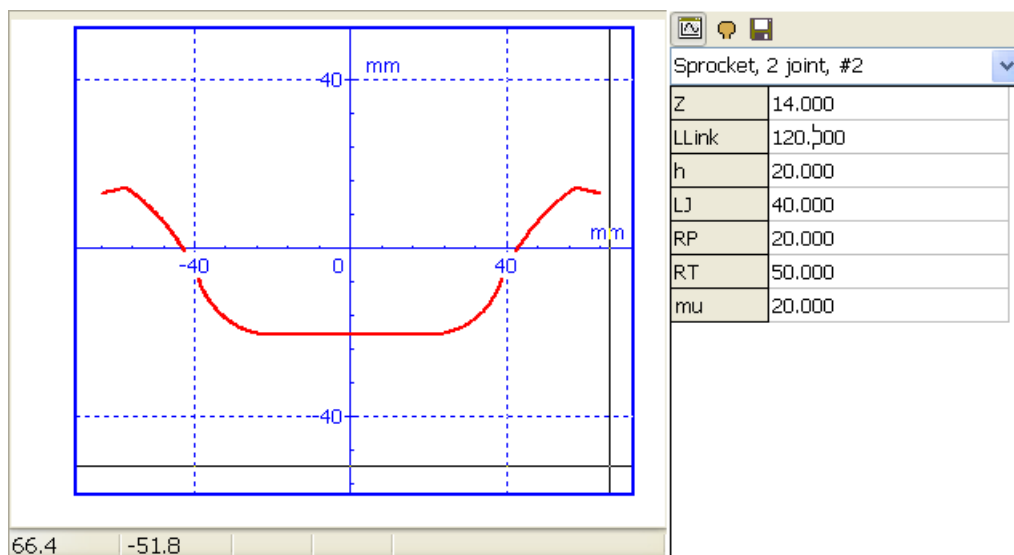 40 mm
mm
-40 0 40
-40
66.4 -51.8
Sprocket, 2 joint, #2
Z 14.000
LLink 120.000
h 20.000
LJ 40.000
RP 20.000
RT 50.000
mu 20.000